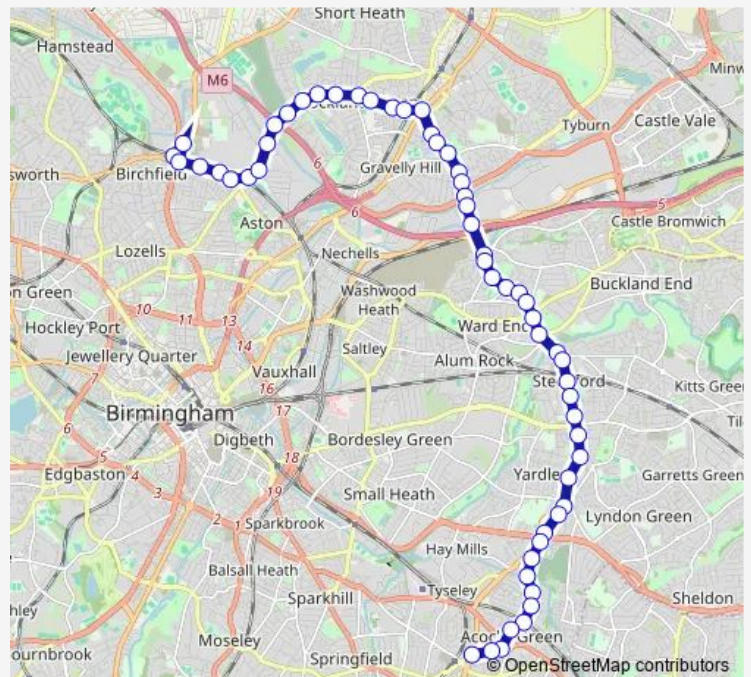 Short Heath
Hamstead
M6
Minw
Castle Vale
Tyburn
sworth
Birchfield
Gravelly Hill
6
5
6
Aston
Castle Bromwich
Lozells
Nechells
Buckland End
on Green
Washwood
Heath
10
11
13
Hockley Port
Ward End
14
Saltley
Jewellery Quarter
Alum Rock
Vauxhall
7
16
Kitts Green
Birmingham
17
6
Digbeth
Bordesley Green
5
18
Edgbaston
4
Yardle
Garretts Green
3
19
Small Heath
2
1
Sparkbrook
Lyndon Green
Hay Mills
Balsall Heath
Tyseley
Sparkhill
Sheldon
hley
Moseley
Green
ournbrook
Springfield
© OpenStreetMap contributors